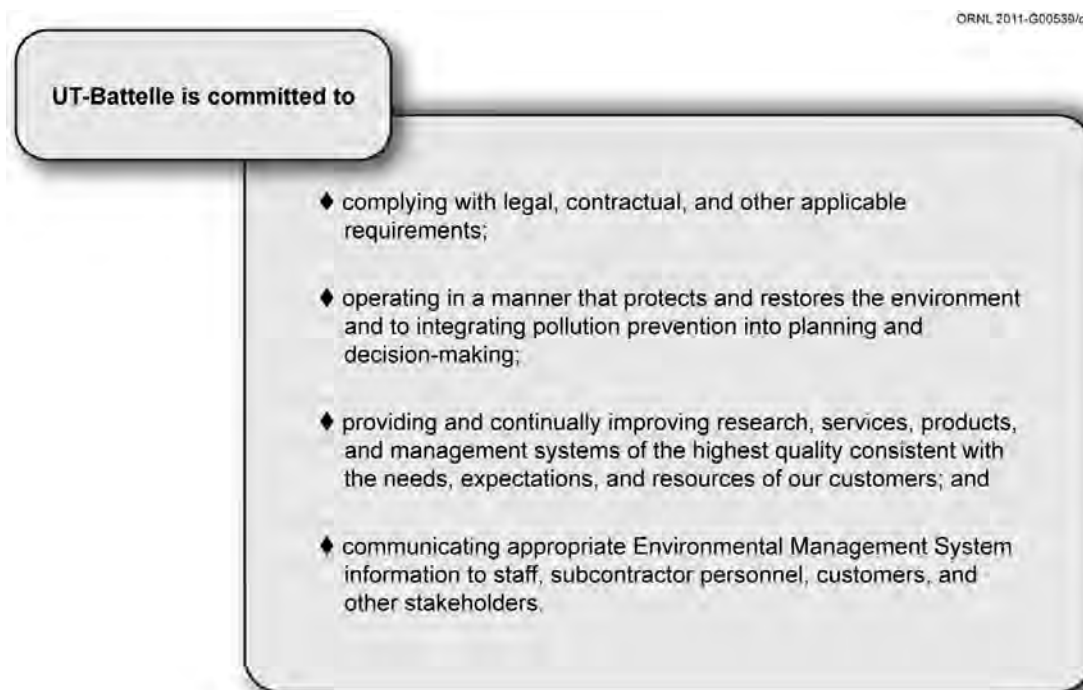 ORNL 2011-G00539/
UT-Battelle is committed to
♦ complying with legal, contractual, and other applicable
requirements;
♦ operating in a manner that protects and restores the environment
and to integrating pollution prevention into planning and
decision-making;
♦ providing and continually improving research, services, products,
and management systems of the highest quality consistent with
the needs, expectations, and resources of our customers; and
♦ communicating appropriate Environmental Management System
information to staff, subcontractor personnel, customers, and
other stakeholders.